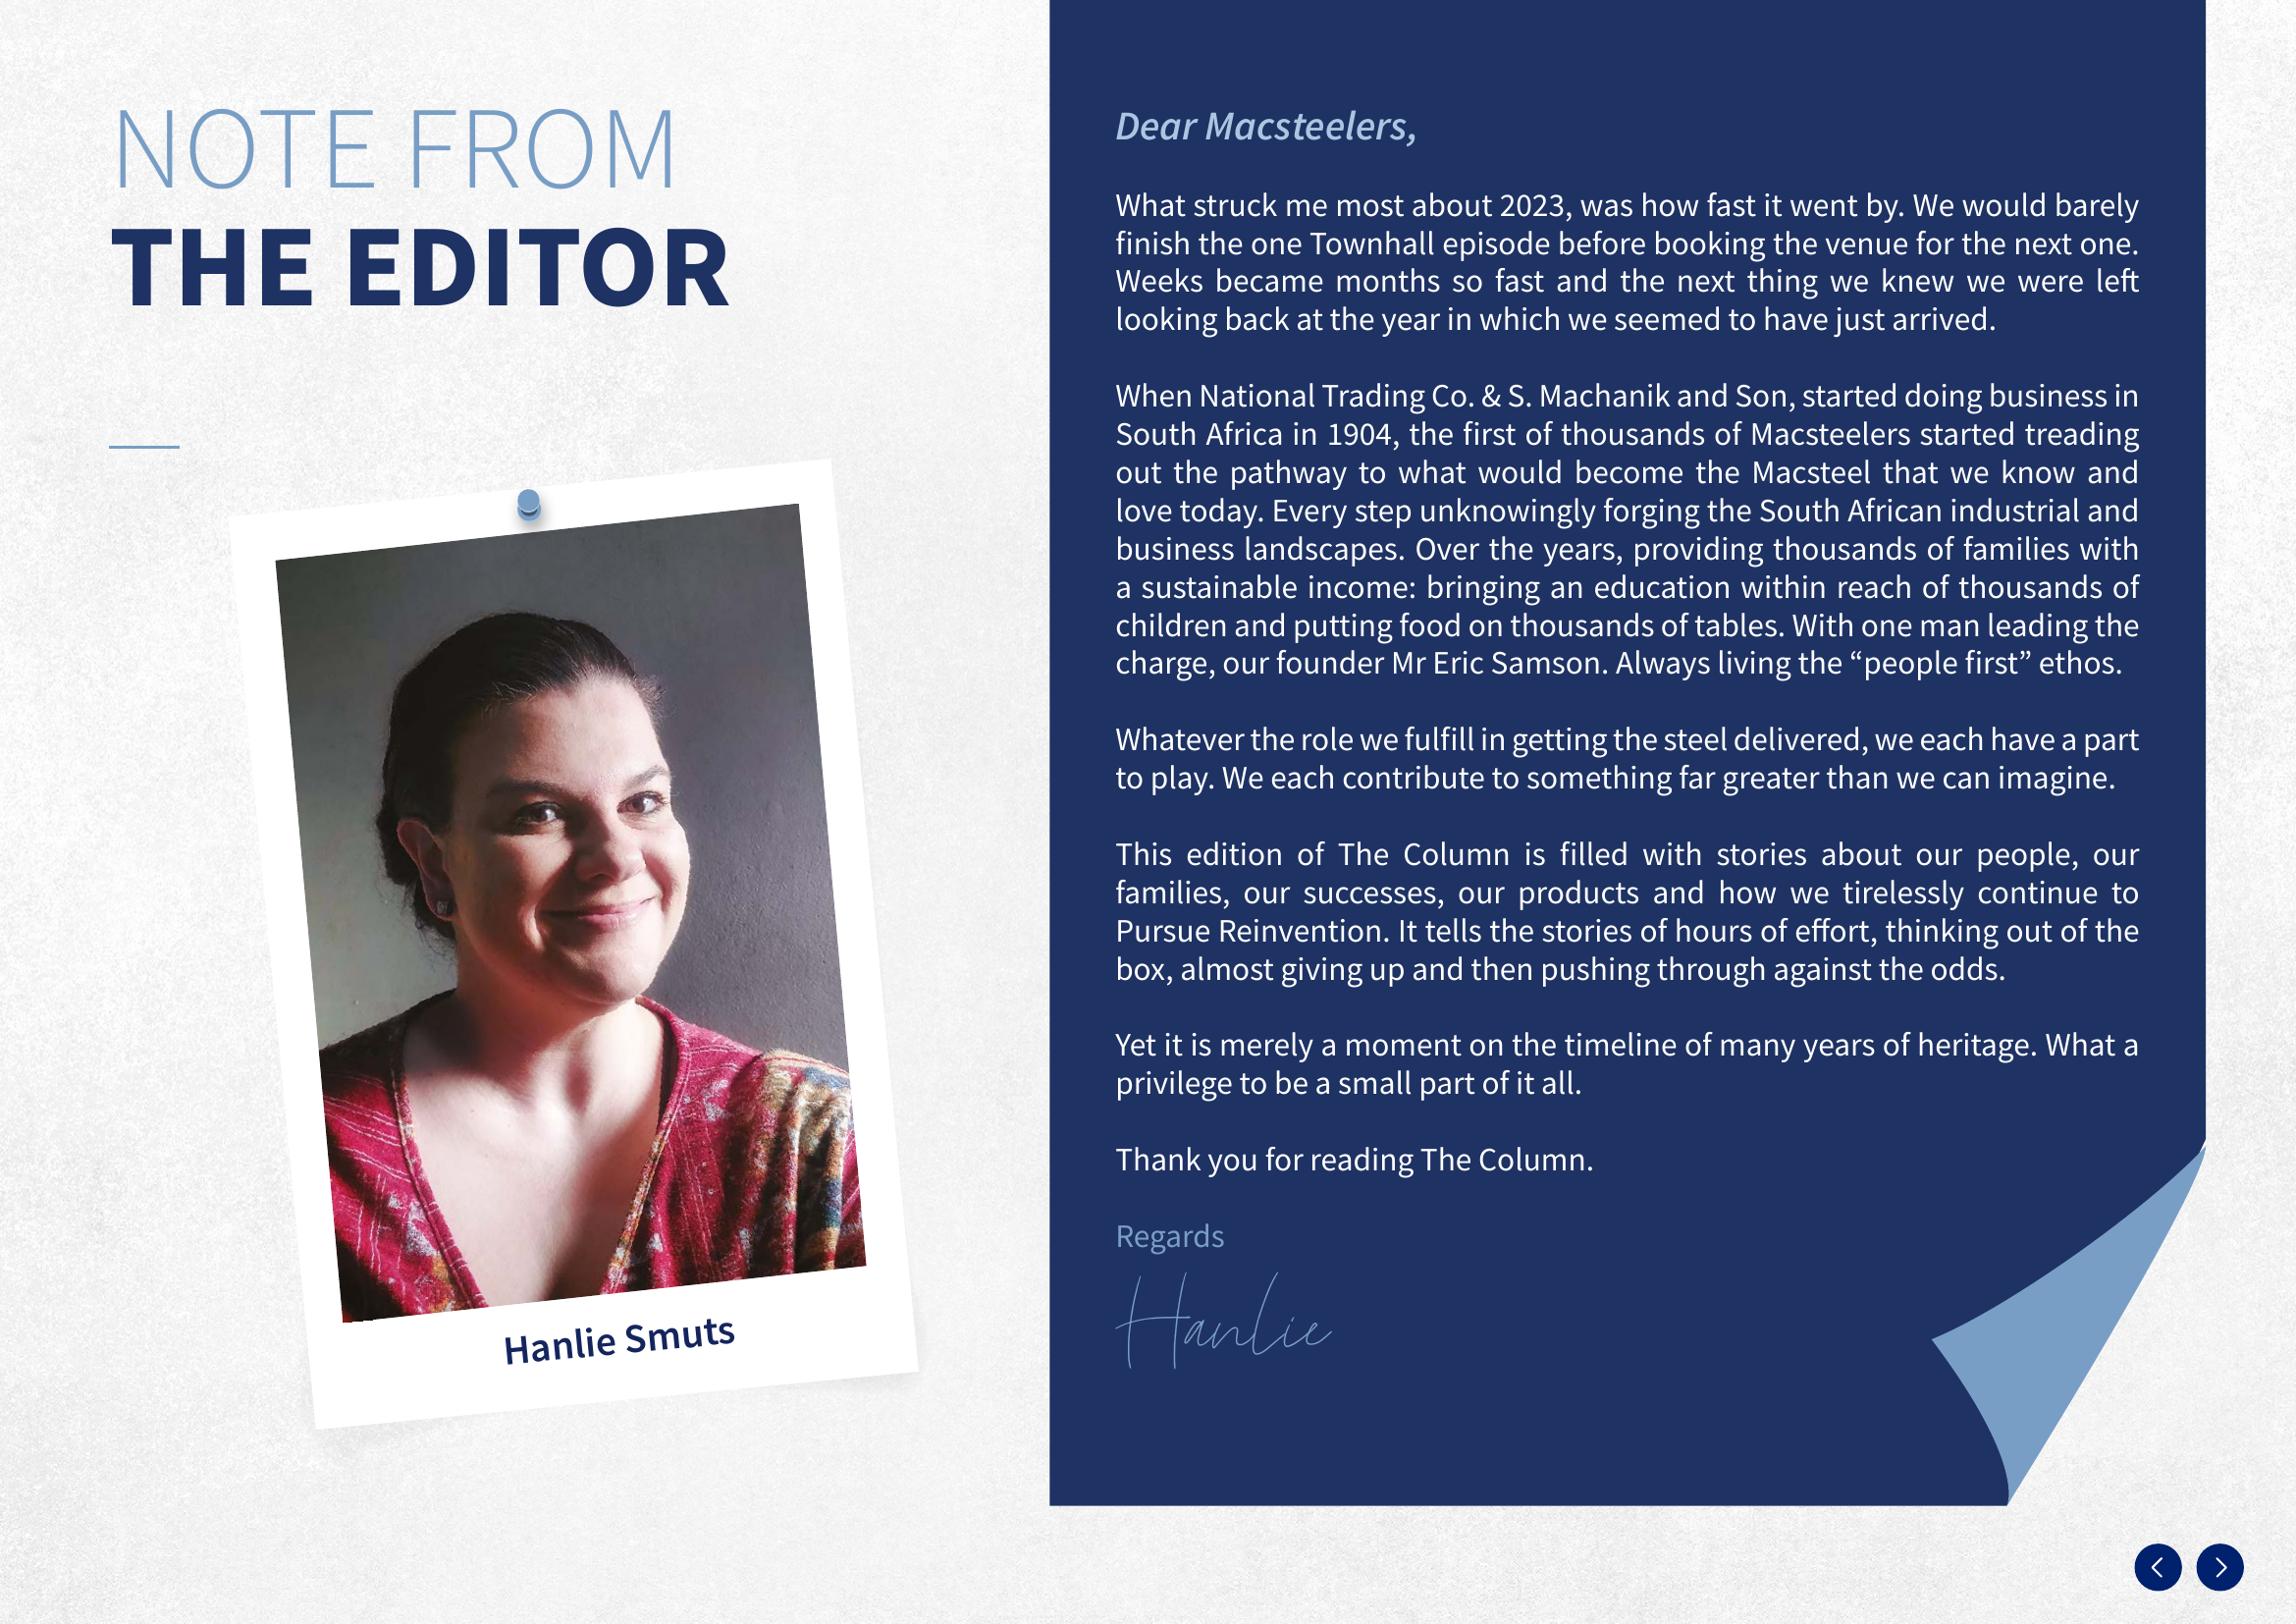 NOTE FROM
THE EDITOR
Hanlie Smuts
Dear Macsteelers,
What struck me most about 2023, was how fast it went by. We would barely
finish the one Townhall episode before booking the venue for the next one.
Weeks became months so fast and the next thing we knew we were left
looking back at the year in which we seemed to have just arrived.
When National Trading Co. & S. Machanik and Son, started doing business in
South Africa in 1904, the first of thousands of Macsteelers started treading
out the pathway to what would become the Macsteel that we know and
love today. Every step unknowingly forging the South African industrial and
business landscapes. Over the years, providing thousands of families with
a sustainable income: bringing an education within reach of thousands of
children and putting food on thousands of tables. With one man leading the
charge, our founder Mr Eric Samson. Always living the “people first” ethos.
Whatever the role we fulfill in getting the steel delivered, we each have a part
to play. We each contribute to something far greater than we can imagine.
This edition of The Column is filled with stories about our people, our
families, our successes, our products and how we tirelessly continue to
Pursue Reinvention. It tells the stories of hours of effort, thinking out of the
box, almost giving up and then pushing through against the odds.
Yet it is merely a moment on the timeline of many years of heritage. What a
privilege to be a small part of it all.
Thank you for reading The Column.
Regards
Hanlie